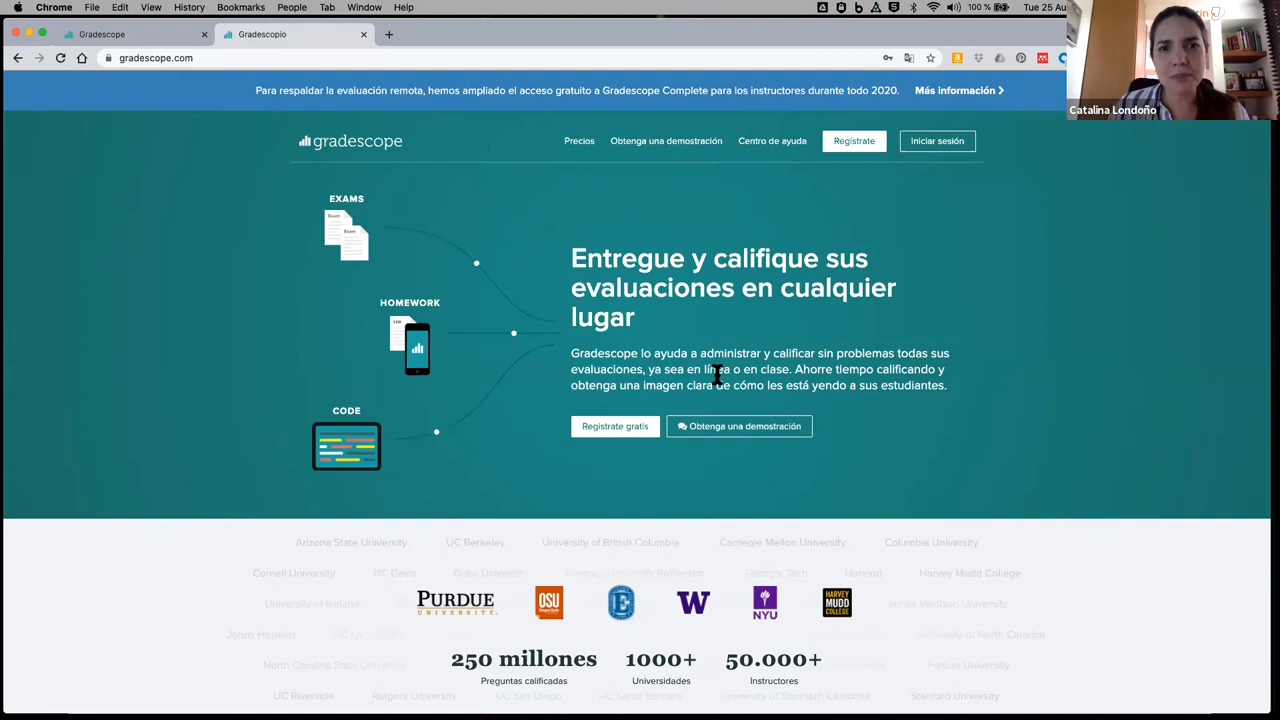 Chrome File Edit View History Bookmarks People Tab Window Help
100 % Tue 25 Au
Gradescope
Gradescopio
gradescope.com
Catalina Londoño
Para respaldar la evaluación remota, hemos ampliado el acceso gratuito a Gradescope Complete para los instructores durante todo 2020. Más información
gradescope
Precios Obtenga una demostración Centro de ayuda Regístrate Iniciar sesión
EXAMS
Exam
Exam
HOMEWORK
CODE
Entregue y califique sus
evaluaciones en cualquier
lugar
Gradescope lo ayuda a administrar y calificar sin problemas todas sus
evaluaciones, ya sea en línea o en clase. Ahorre tiempo calificando y
obtenga una imagen clara de cómo les está yendo a sus estudiantes.
Registrate gratis Obtenga una demostración
Arizona State University UC Berkeley University of British Columbia Carnegie Mellon University Columbia University
Cornell University UC Davis Duke University Georgia Tech Harvard Harvey Mudd College
University of Iceland James Madison University
PURDUE
UNIVERSITY
OSU
E
W
NYU
HARVEY
MUDD
COLLEGE
Johns Hopkins University of North Carolina
North Carolina State University Purdue University
250 millones 1000+ 50.000+
Preguntas calificadas Universidades Instructores
UC Riverside Rutgers University UC San Diego UC Santa Barbara University of Southern California Stanford University